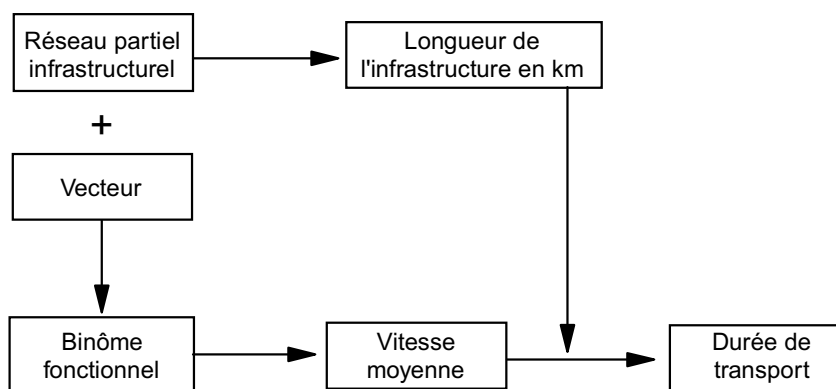 Réseau partiel
infrastructurel
Longueur de
l'infrastructure en km
+
Vecteur
Binôme
fonctionnel
Vitesse
moyenne
Durée de
transport